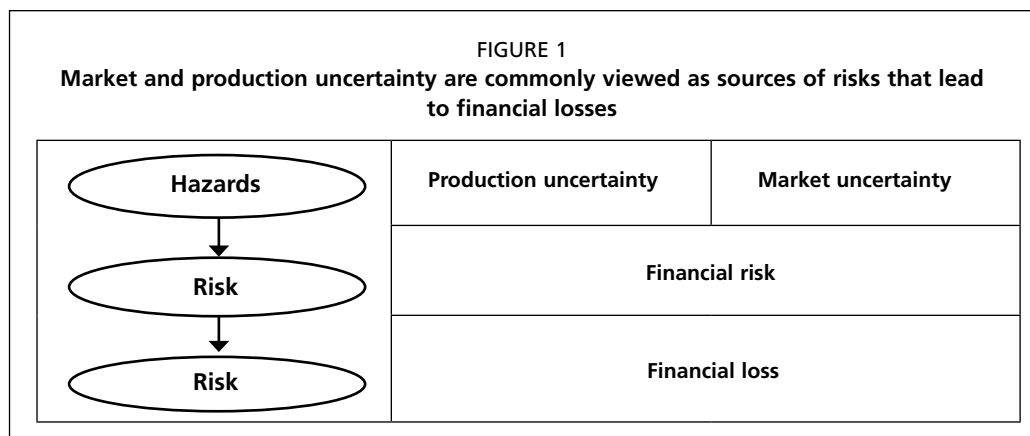 FIGURE 1
Market and production uncertainty are commonly viewed as sources of risks that lead
to financial losses
Hazards
Production uncertainty
Market uncertainty
Risk
Financial risk
Risk
Financial loss